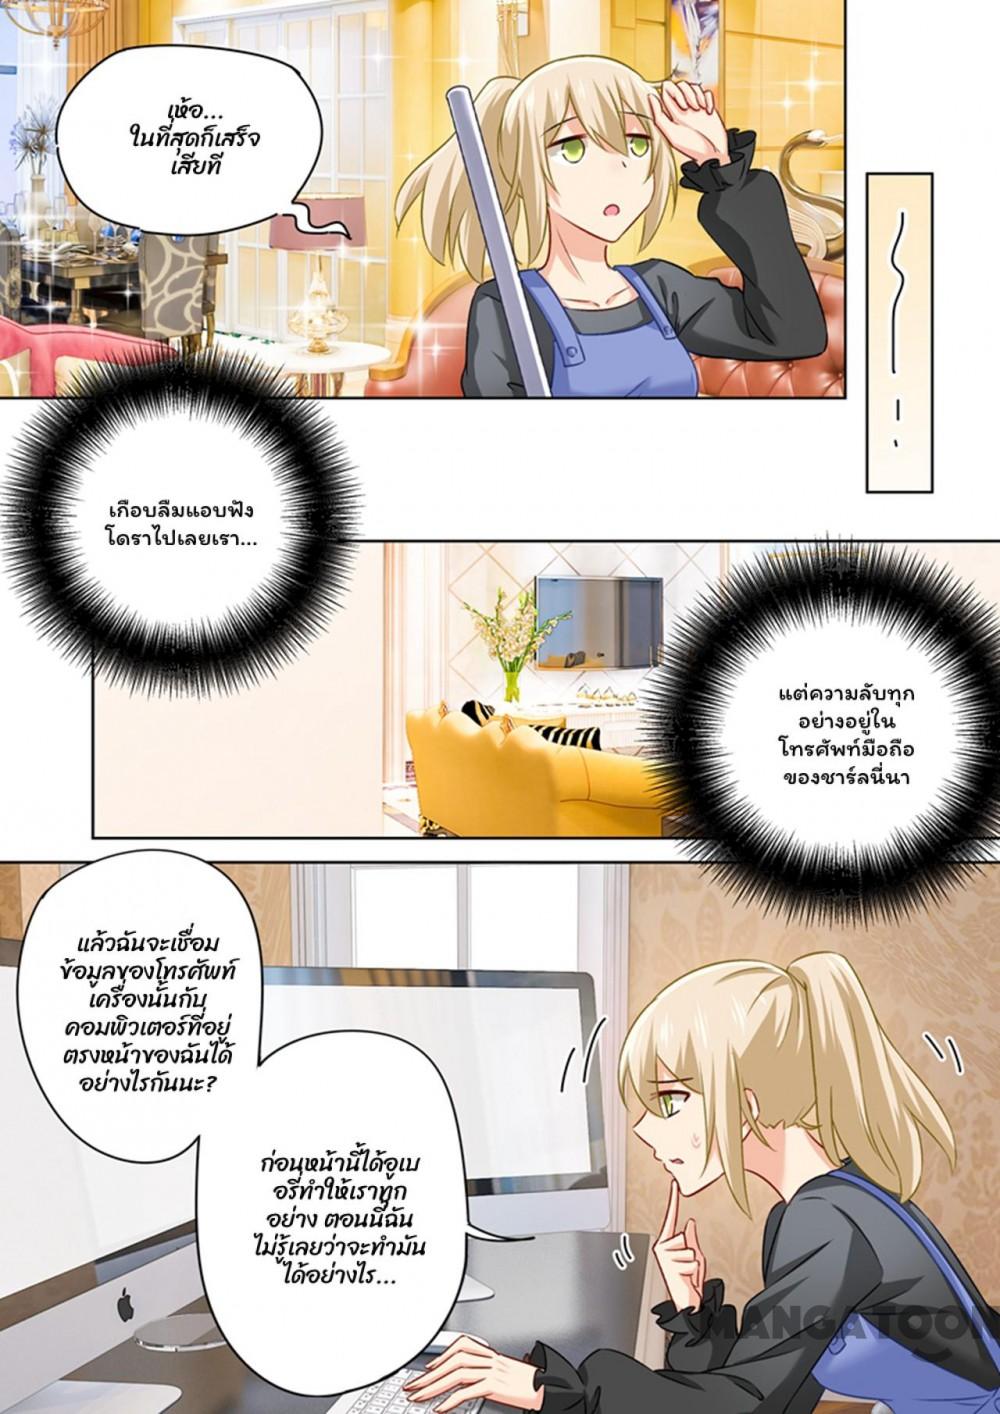 เห้อ...
ในที่สุดก็เสร็จ
เสียที
เกือบลืมแอบฟัง
โดราไปเลยเรา...
แต่ความลับทุก
อย่างอยู่ใน
โทรศัพท์มือถือ
ของชาร์ลนี่นา
แล้วฉันจะเชื่อม
ข้อมูลของโทรศัพท์
เครื่องนั้นกับ
คอมพิวเตอร์ที่อยู่
ตรงหน้าของฉันได้
อย่างไรกันนะ?
ก่อนหน้านี้ได้อูเบ
อรี่ทำให้เราทุก
อย่าง ตอนนี้ฉัน
ไม่รู้เลยว่าจะทำมัน
ได้อย่างไร...
MANGATOON